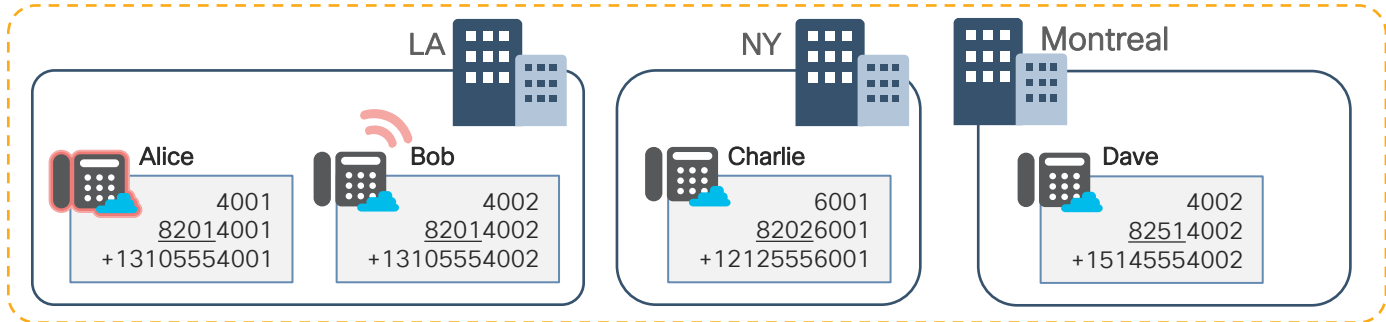 LA
NY
Montreal
Alice
Bob
Charlie
Dave
4001
82014001
+13105554001
4002
82014002
+13105554002
6001
82026001
+12125556001
4002
82514002
+15145554002